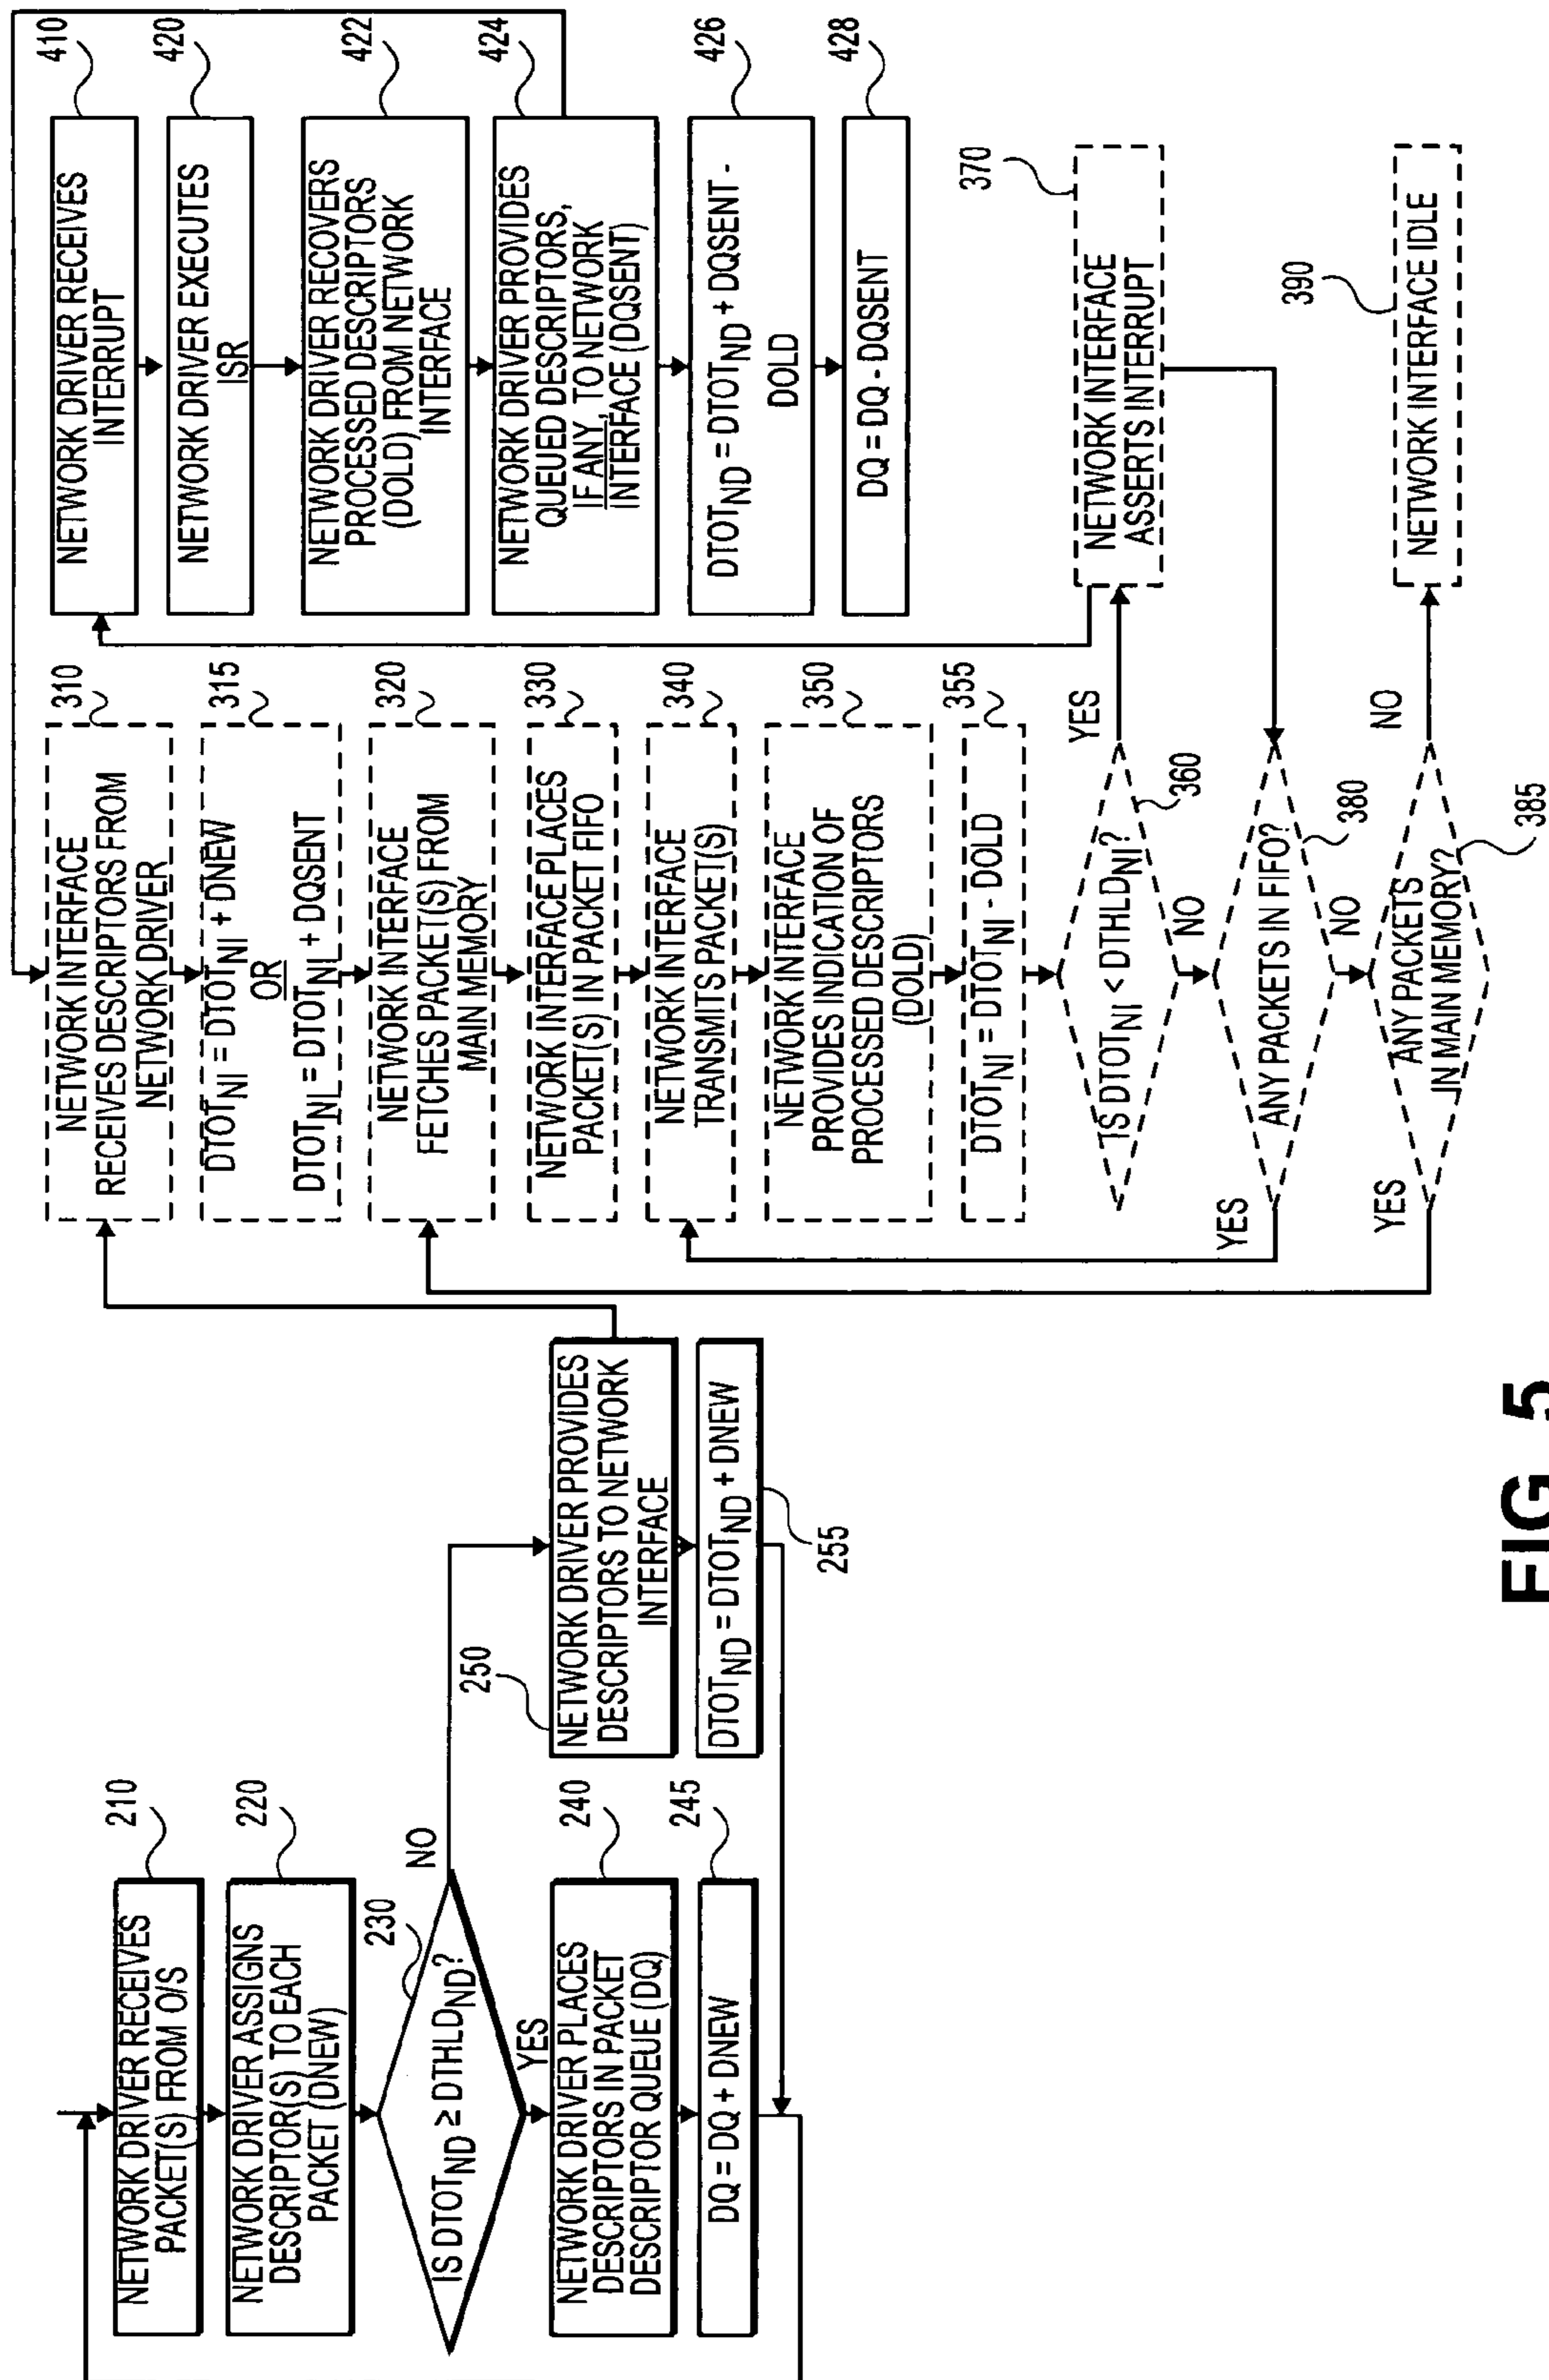 210
NETWORK DRIVER RECEIVES
PACKET(S) FROM O/S
220
NETWORK DRIVER ASSIGNS
DESCRIPTOR(S) TO EACH
PACKET (DNEW)
230
IS DTOTND ≥ DTHLDND?
NO
YES
240
NETWORK DRIVER PLACES
DESCRIPTORS IN PACKET
DESCRIPTOR QUEUE (DQ)
245
DQ = DQ + DNEW
250
NETWORK DRIVER PROVIDES
DESCRIPTORS TO NETWORK
INTERFACE
DTOTND = DTOTND + DNEW
255
310
NETWORK INTERFACE
RECEIVES DESCRIPTORS FROM
NETWORK DRIVER
315
DTOTNI = DTOTNI + DNEW
OR
DTOTNI = DTOTNI + DQSENT
320
NETWORK INTERFACE
FETCHES PACKET(S) FROM
MAIN MEMORY
330
NETWORK INTERFACE PLACES
PACKET(S) IN PACKET FIFO
340
NETWORK INTERFACE
TRANSMITS PACKET(S)
350
NETWORK INTERFACE
PROVIDES INDICATION OF
PROCESSED DESCRIPTORS
(DOLD)
355
DTOTNI = DTOTNI - DOLD
IS DTOTNI < DTHLDNI?
360
YES
NO
370
NETWORK INTERFACE
ASSERTS INTERRUPT
ANY PACKETS IN FIFO?
380
YES
NO
ANY PACKETS
IN MAIN MEMORY?
385
YES
NO
390
NETWORK INTERFACE IDLE
410
NETWORK DRIVER RECEIVES
INTERRUPT
420
NETWORK DRIVER EXECUTES
ISR
422
NETWORK DRIVER RECOVERS
PROCESSED DESCRIPTORS
(DOLD) FROM NETWORK
INTERFACE
424
NETWORK DRIVER PROVIDES
QUEUED DESCRIPTORS,
IF ANY, TO NETWORK
INTERFACE (DQSENT)
426
DTOTND = DTOTND + DQSENT -
DOLD
428
DQ = DQ - DQSENT
FIG 5